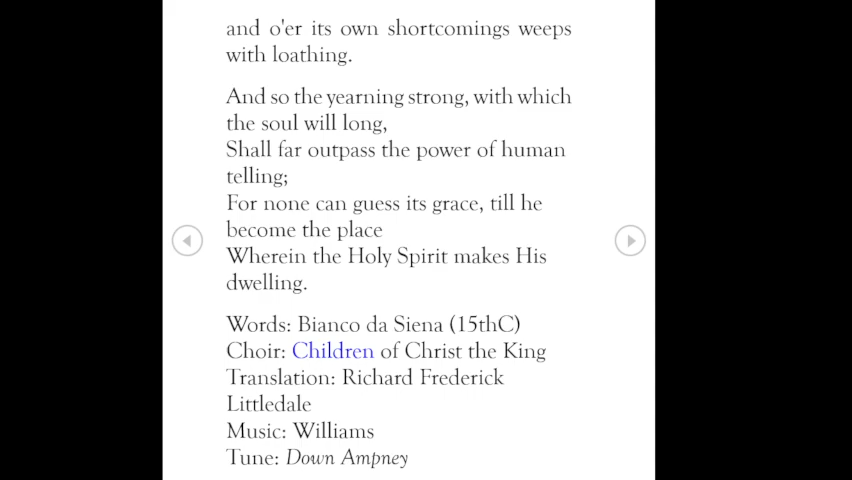 and o'er its own shortcomings weeps
with loathing.
And so the yearning strong, with which
the soul will long,
Shall far outpass the power of human
telling;
For none can guess its grace, till he
become the place
Wherein the Holy Spirit makes His
dwelling.
Words: Bianco da Siena (15thC)
Choir: Children of Christ the King
Translation: Richard Frederick
Littledale
Music: Williams
Tune: Down Ampney